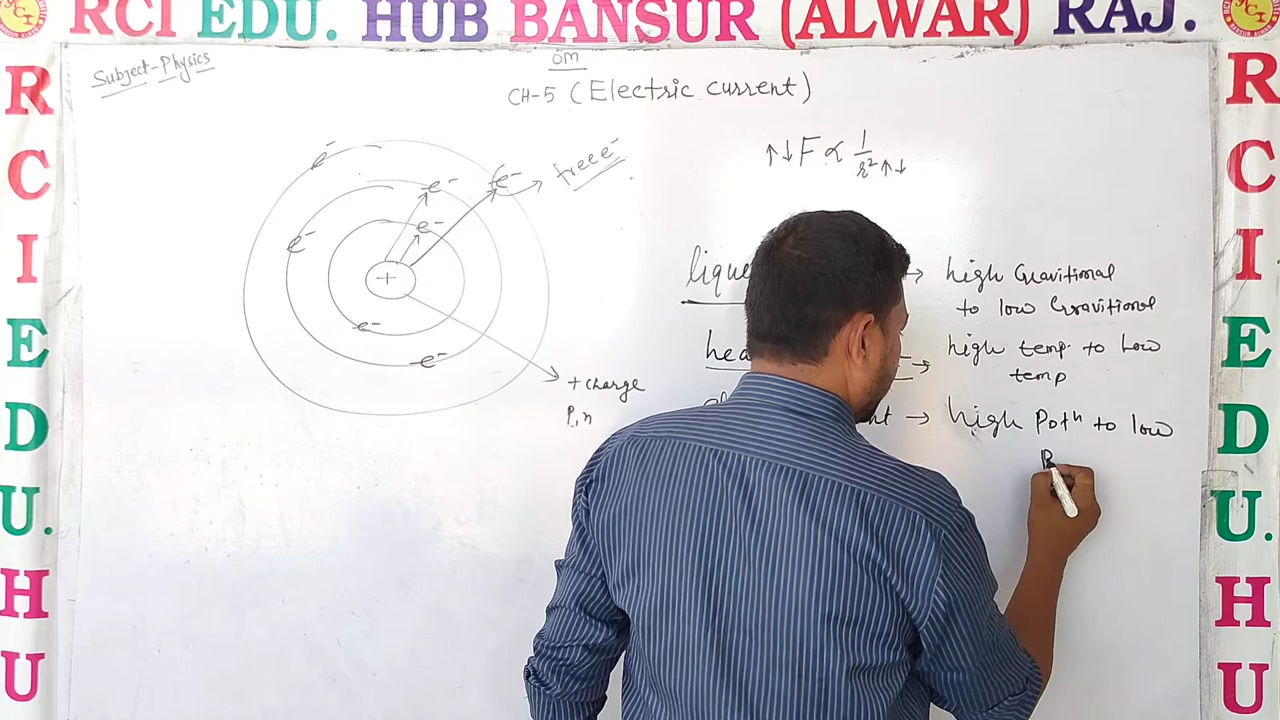 RCI EDU. HUB BANSUR (ALWAR) RAJ.
R
C
I
E
D
U.
H
U
Subject-Physics
om
CH-5 (Electric current)
e-
e-
e-
free e-
e-
e-
+
e-
e-
+ charge
P, n
↑↓ F ∝ 1/r² ↑↓
high Gravitional
to low Gravitional
→ high temp. to Low
temp
→ high Potn to low
P
R
C
I
E
D
U.
H
U